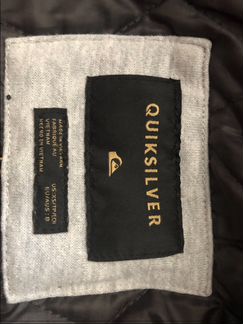 QUIKSILVER
MADE IN VIETNAM
FABRIQUÉ AU
VIETNAM
HECHO EN VIETNAM